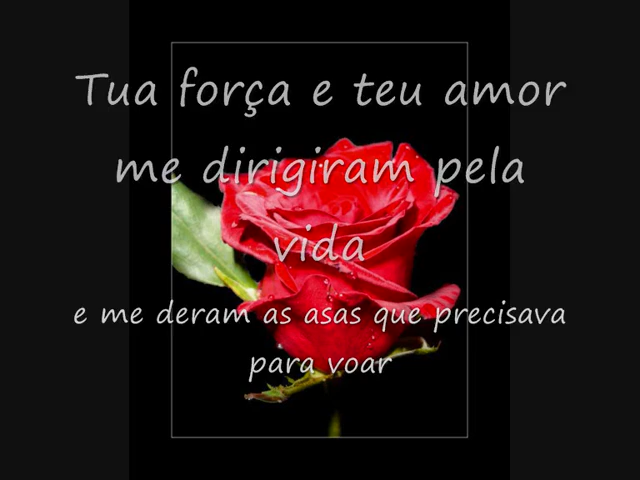 Tua força e teu amor
me dirigiram pela
vida
e me deram as asas que precisava
para voar